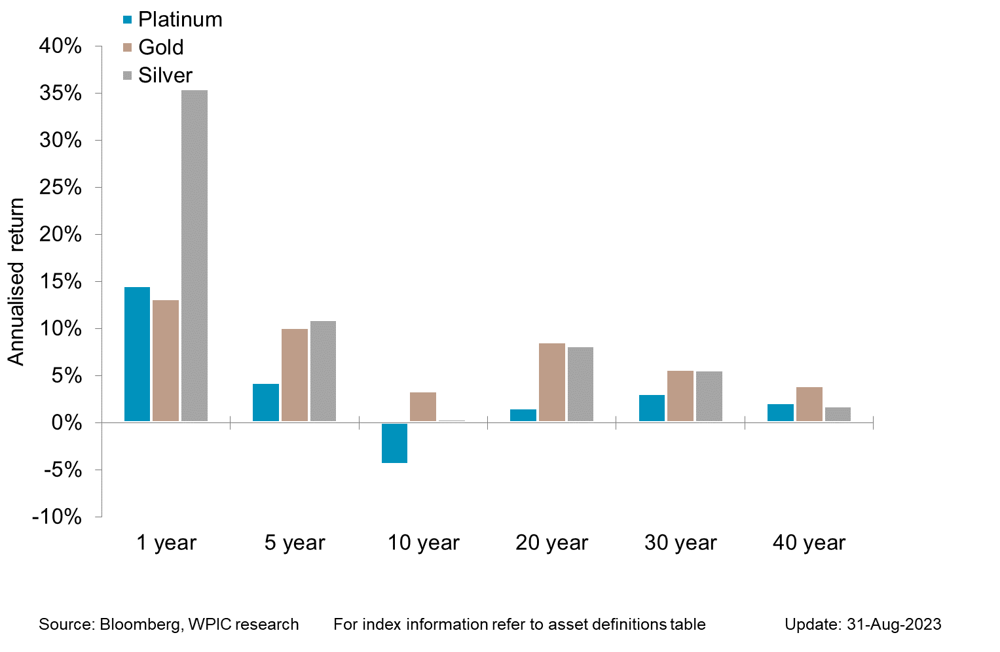 Platinum
Gold
Silver
40%
35%
30%
25%
20%
15%
10%
5%
0%
-5%
-10%
Annualised return
1 year 5 year 10 year 20 year 30 year 40 year
Source: Bloomberg, WPIC research For index information refer to asset definitions table Update: 31-Aug-2023